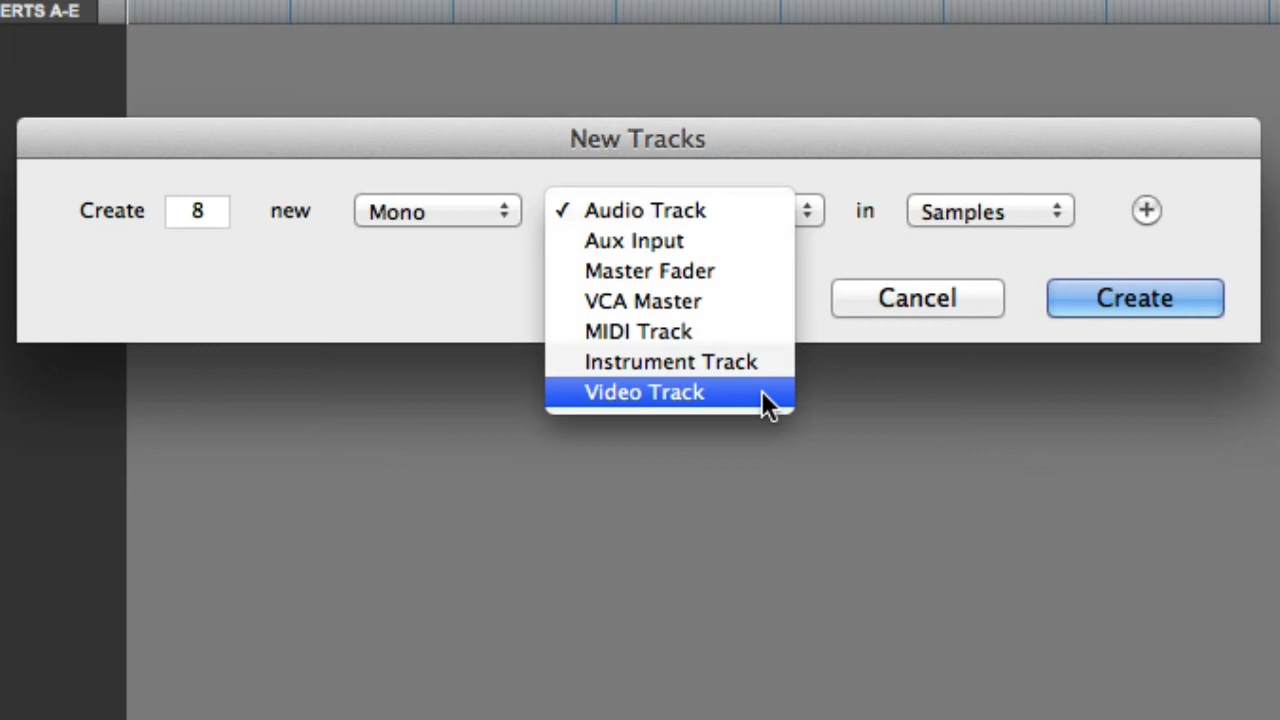 ERTS A-E
New Tracks
Create 8 new Mono ✓ Audio Track in Samples +
Aux Input
Master Fader
VCA Master
MIDI Track
Instrument Track
Video Track
Cancel Create